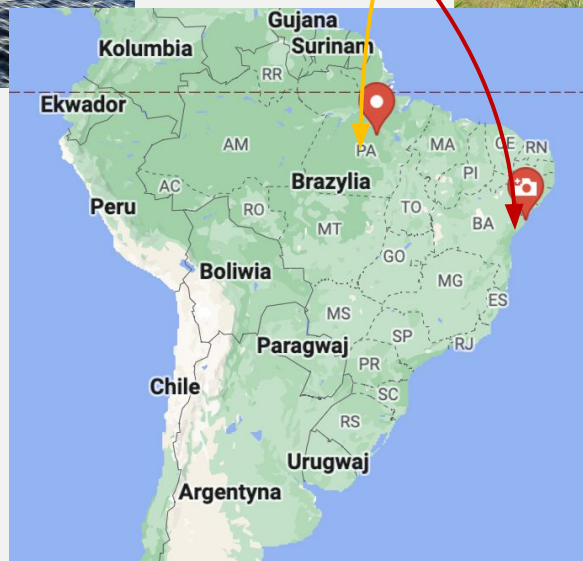 Gujana
Kolumbia
Surinam
RR
Ekwador
AM
PA
MA
CE
RN
PI
AC
Brazylia
Peru
RO
TO
BA
MT
GO
Boliwia
MG
ES
MS
SP
RJ
Paragwaj
PR
Chile
SC
RS
Urugwaj
Argentyna